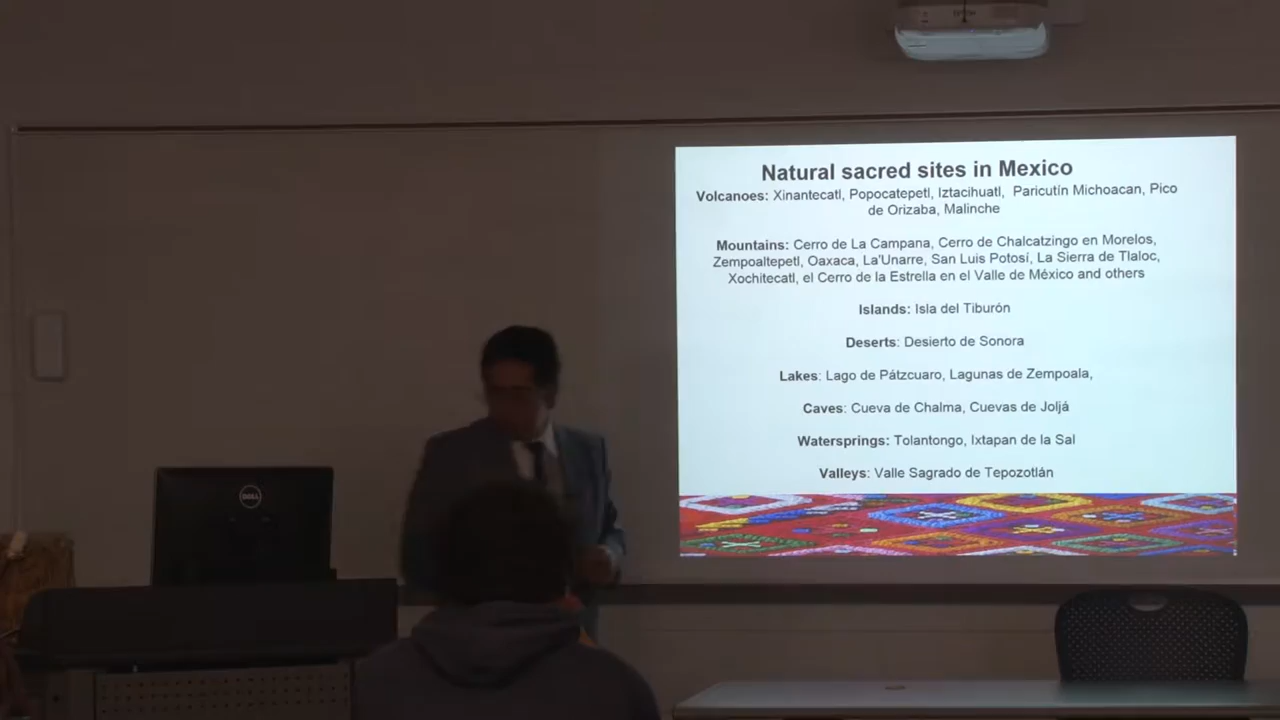 Natural sacred sites in Mexico
Volcanoes: Xinantecatl, Popocatepetl, Iztacihuatl, Paricutín Michoacan, Pico
de Orizaba, Malinche
Mountains: Cerro de La Campana, Cerro de Chalcatzingo en Morelos,
Zempoaltepetl, Oaxaca, La'Unarre, San Luis Potosí, La Sierra de Tlaloc,
Xochitecatl, el Cerro de la Estrella en el Valle de México and others
Islands: Isla del Tiburón
Deserts: Desierto de Sonora
Lakes: Lago de Pátzcuaro, Lagunas de Zempoala,
Caves: Cueva de Chalma, Cuevas de Joljá
Watersprings: Tolantongo, Ixtapan de la Sal
Valleys: Valle Sagrado de Tepozotlán
DELL